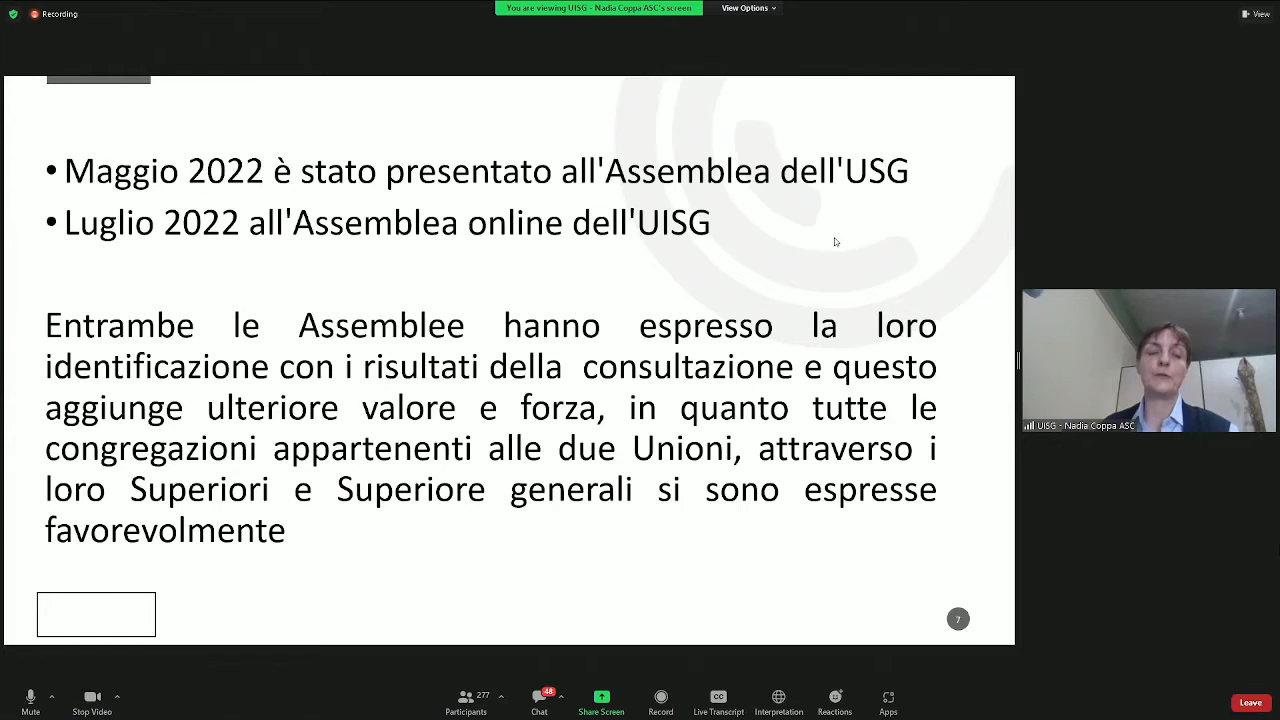 Recording
You are viewing UISG - Nadia Coppa ASC's screen
View Options
View
• Maggio 2022 è stato presentato all'Assemblea dell'USG
• Luglio 2022 all'Assemblea online dell'UISG
Entrambe le Assemblee hanno espresso la loro
identificazione con i risultati della consultazione e questo
aggiunge ulteriore valore e forza, in quanto tutte le
congregazioni appartenenti alle due Unioni, attraverso i
loro Superiori e Superiore generali si sono espresse
favorevolmente
7
UISG - Nadia Coppa ASC
Mute
Stop Video
277
Participants
48
Chat
Share Screen
Record
CC
Live Transcript
Interpretation
Reactions
Apps
Leave